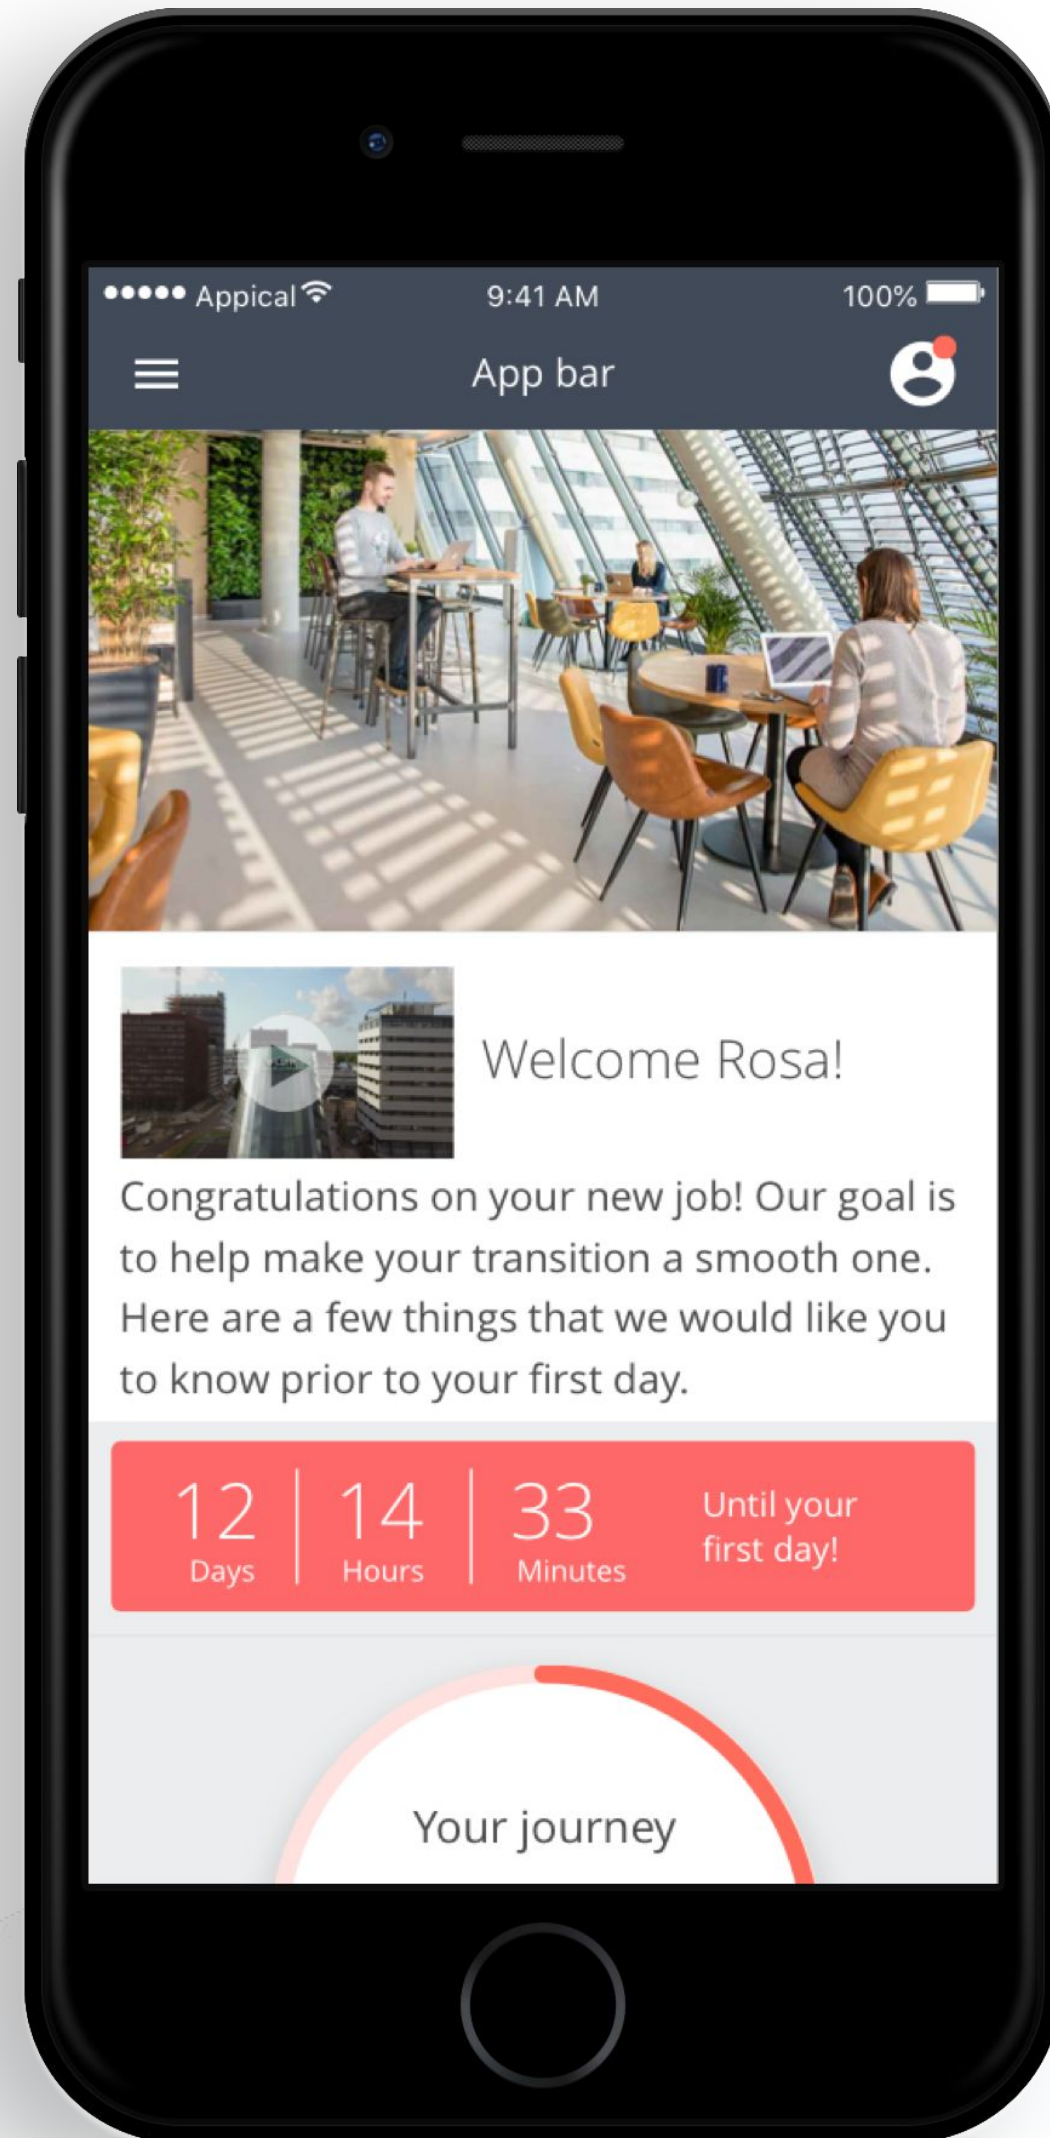 Appical 9:41 AM 100%
App bar
Welcome Rosa!
Congratulations on your new job! Our goal is
to help make your transition a smooth one.
Here are a few things that we would like you
to know prior to your first day.
12 14 33 Until your
Days Hours Minutes first day!
Your journey